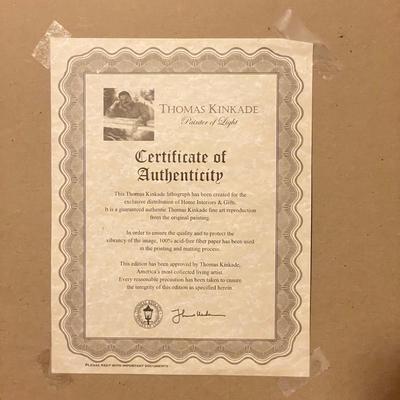 THOMAS KINKADE
Painter of Light
Certificate of
Authenticity
This Thomas Kinkade lithograph has been created for the
exclusive distribution of Home Interiors & Gifts.
It is a guaranteed authentic Thomas Kinkade fine art reproduction
from the original painting.
In order to ensure the quality and to protect the
vibrancy of the image, 100% acid-free fiber paper has been used
in the printing and matting process.
This edition has been approved by Thomas Kinkade,
America's most collected living artist.
Every reasonable precaution has been taken to ensure
the integrity of this edition as specified herein.
PLEASE KEEP WITH IMPORTANT DOCUMENTS